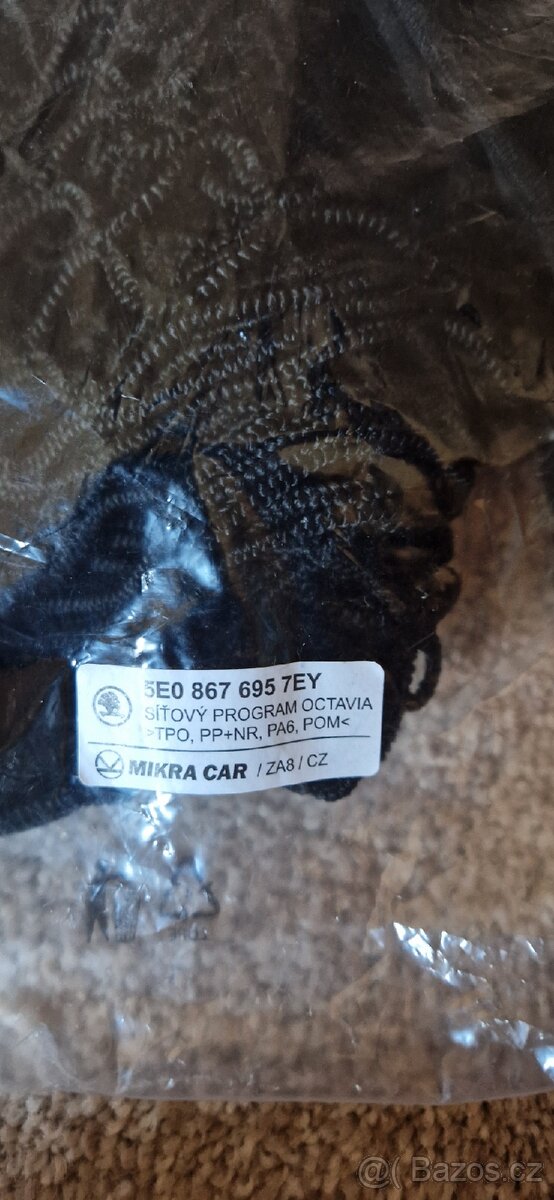 5E0 867 695 7EY
SÍŤOVÝ PROGRAM OCTAVIA
>TPO, PP+NR, PA6, POM<
MIKRA CAR / ZA8 / CZ
@( Bazos.cz